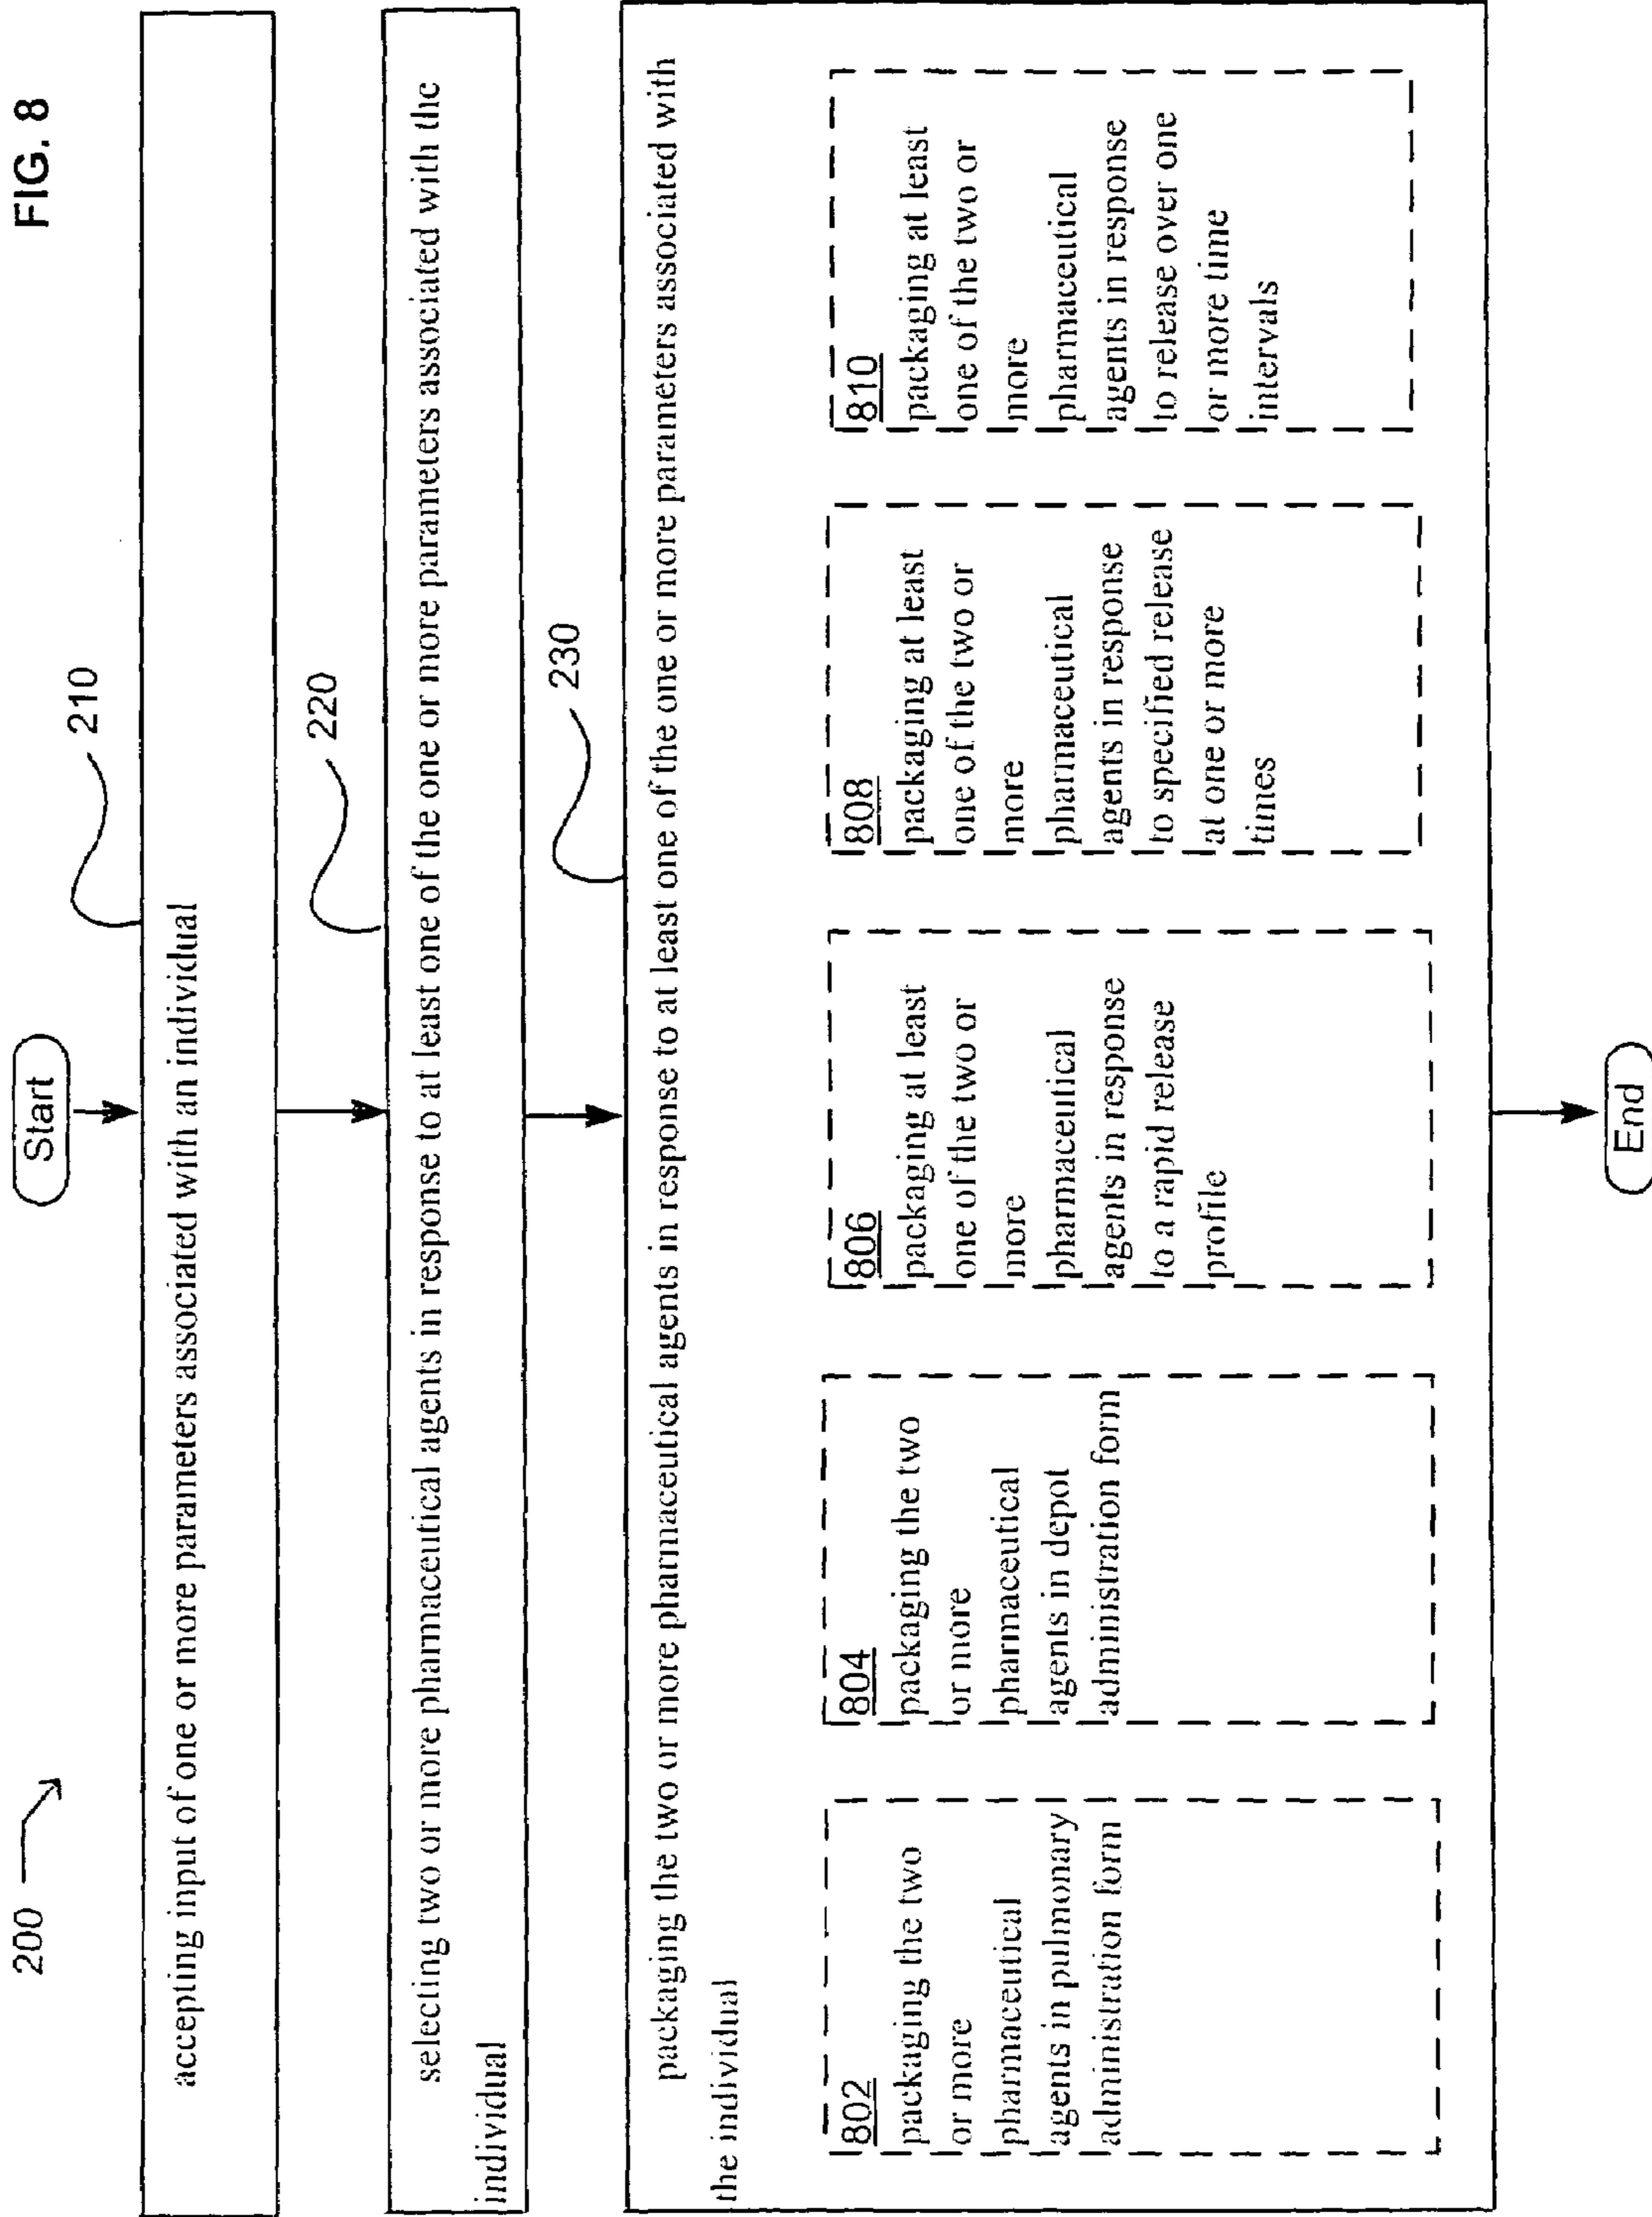 FIG. 8
200
Start
210
accepting input of one or more parameters associated with an individual
220
selecting two or more pharmaceutical agents in response to at least one of the one or more parameters associated with the
individual
230
packaging the two or more pharmaceutical agents in response to at least one of the one or more parameters associated with
the individual
802
packaging the two
or more
pharmaceutical
agents in pulmonary
administration form
804
packaging the two
or more
pharmaceutical
agents in depot
administration form
806
packaging at least
one of the two or
more
pharmaceutical
agents in response
to a rapid release
profile
808
packaging at least
one of the two or
more
pharmaceutical
agents in response
to specified release
at one or more
times
810
packaging at least
one of the two or
more
pharmaceutical
agents in response
to release over one
or more time
intervals
End